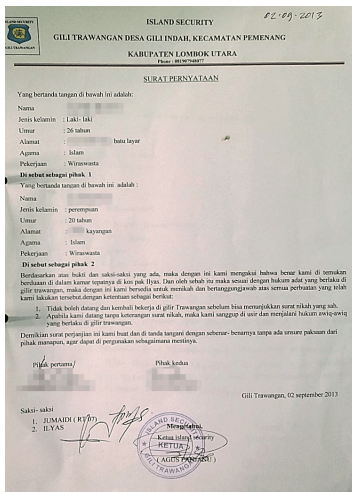 02-09-2013
ISLAND SECURITY
GILI TRAWANGAN
ISLAND SECURITY
GILI TRAWANGAN DESA GILI INDAH, KECAMATAN PEMENANG
KABUPATEN LOMBOK UTARA
Phone : 081907948077
SURAT PERNYATAAN
Yang bertanda tangan di bawah ini adalah:
Nama
Jenis kelamin : Laki- laki
Umur : 26 tahun
Alamat : batu layar
Agama : Islam
Pekerjaan : Wiraswasta
Di sebut sebagai pihak 1
Yang bertanda tangan di bawah ini adalah :
Nama
Jenis kelamin : perempuan
Umur : 20 tahun
Alamat : kayangan
Agama : Islam
Pekerjaan : Wiraswasta
Di sebut sebagai pihak 2
Berdasarkan atas bukti dan saksi-saksi yang ada, maka dengan ini kami mengakui bahwa benar kami di temukan
berduaan di dalam kamar tepatnya di kos pak Ilyas. Dan oleh sebab itu maka sesuai dengan hukum adat yang berlaku di
gili trawangan, maka dengan ini kami bersedia untuk menikah dan bertanggungjawab atas semua perbuatan yang telah
kami lakukan tersebut.dengan ketentuan sebagai berikut:
1. Tidak boleh datang dan kembali bekerja di gili Trawangan sebelum bisa menunjukkan surat nikah yang sah.
2. Apabila kami datang tanpa keterangan surat nikah, maka kami sanggup di usir dan menjalani hukum awiq-awiq
yang berlaku di gili trawangan.
Demikian surat perjanjian ini kami buat dan di tanda tangani dengan sebenar- benarnya tanpa ada unsure paksaan dari
pihak manapun, agar dapat di pergunakan sebagaimana mestinya.
Pihak pertama
Pihak kedua
Gili Trawangan, 02 september 2013
Saksi- saksi
1. JUMAIDI ( RT
2. ILYAS
Mengetahui,
Ketua island security
ISLAND SECURITY
KETUA
GILI TRAWANGAN
( AGUS )